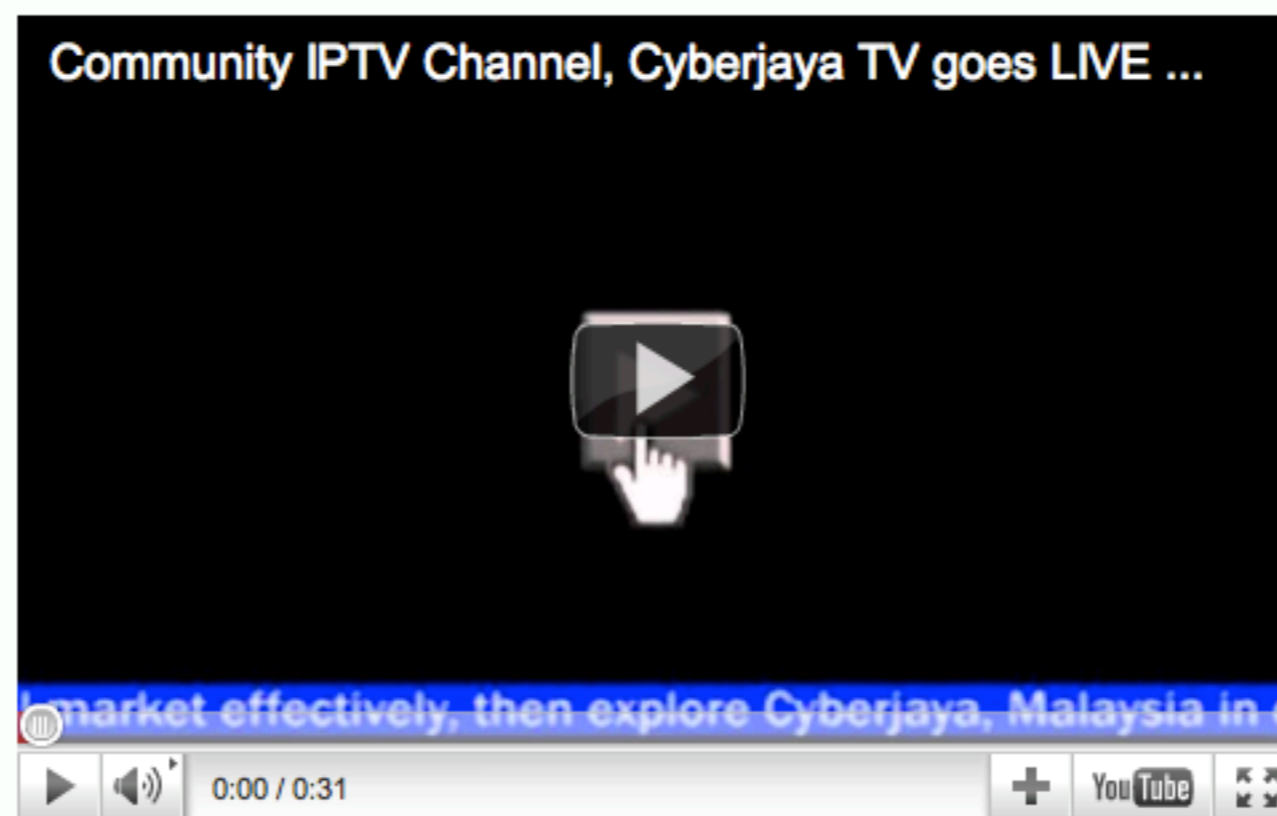 Community IPTV Channel, Cyberjaya TV goes LIVE ...
market effectively, then explore Cyberjaya, Malaysia in
0:00 / 0:31
YouTube